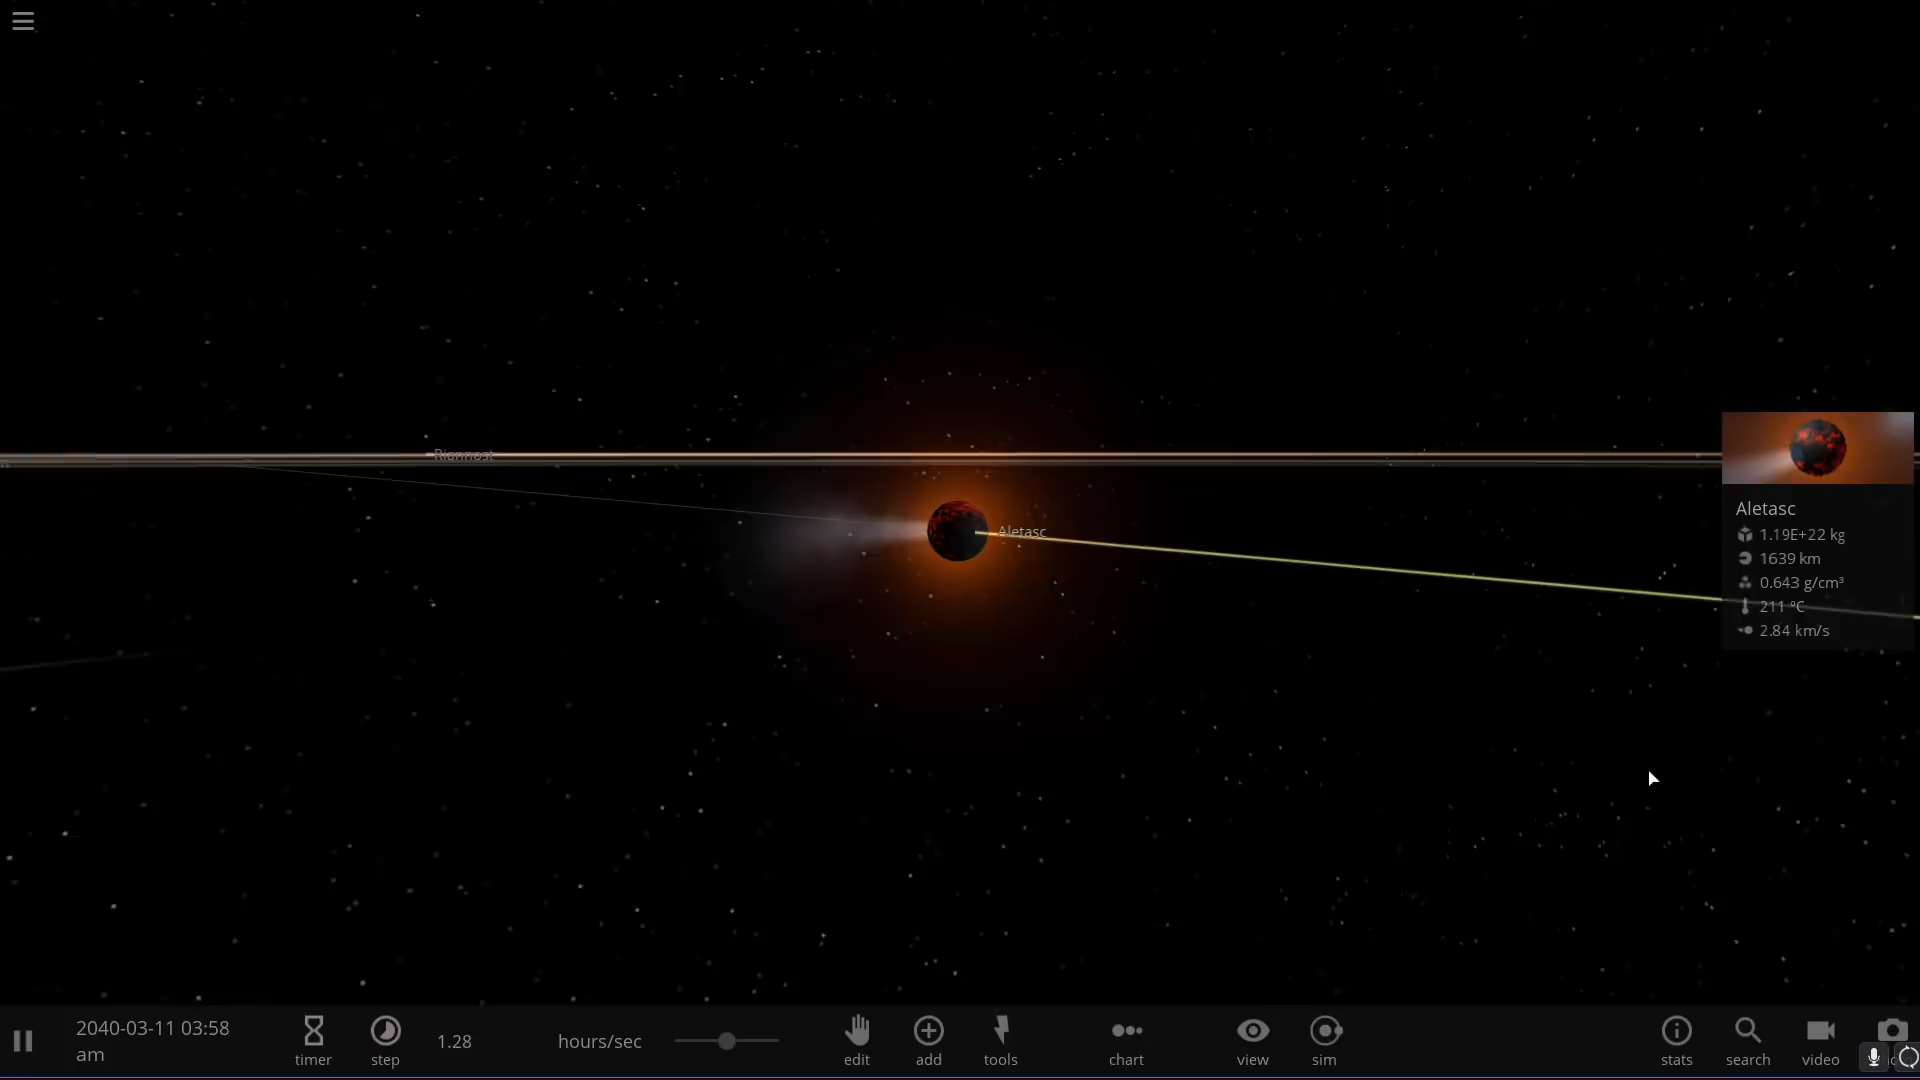 Riannost
Aletasc
Aletasc
1.19E+22 kg
1639 km
0.643 g/cm³
211 °C
2.84 km/s
2040-03-11 03:58
am
timer
step
1.28
hours/sec
edit
add
tools
chart
view
sim
stats
search
video